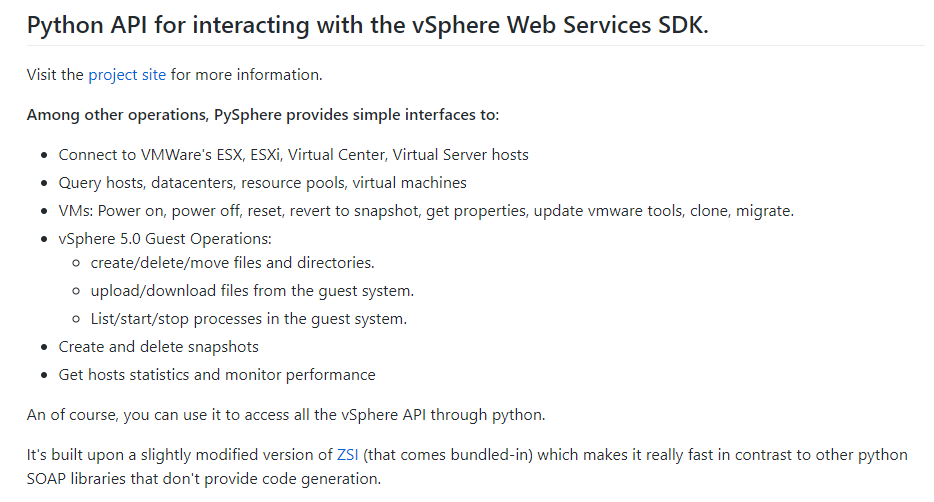 Python API for interacting with the vSphere Web Services SDK.
Visit the project site for more information.
Among other operations, PySphere provides simple interfaces to:
Connect to VMWare's ESX, ESXi, Virtual Center, Virtual Server hosts
Query hosts, datacenters, resource pools, virtual machines
VMs: Power on, power off, reset, revert to snapshot, get properties, update vmware tools, clone, migrate.
vSphere 5.0 Guest Operations:
create/delete/move files and directories.
upload/download files from the guest system.
List/start/stop processes in the guest system.
Create and delete snapshots
Get hosts statistics and monitor performance
An of course, you can use it to access all the vSphere API through python.
It's built upon a slightly modified version of ZSI (that comes bundled-in) which makes it really fast in contrast to other python
SOAP libraries that don't provide code generation.